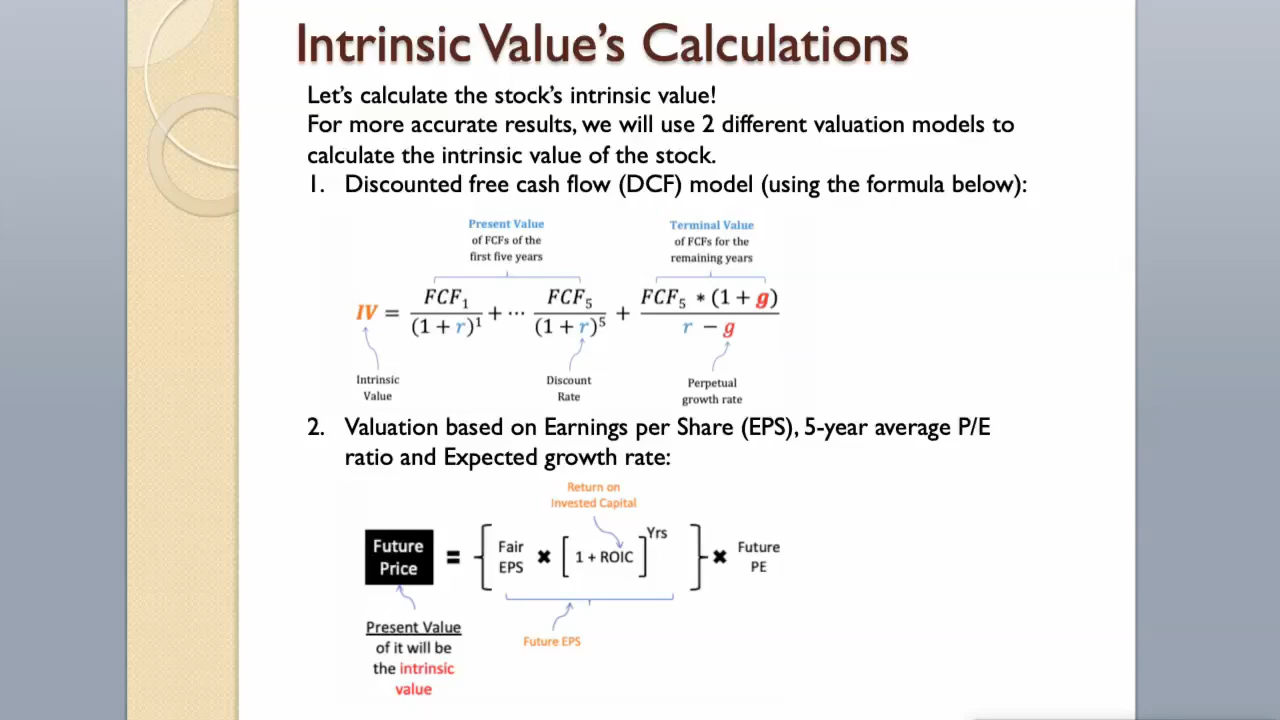 Intrinsic Value's Calculations
Let's calculate the stock's intrinsic value!
For more accurate results, we will use 2 different valuation models to
calculate the intrinsic value of the stock.
1. Discounted free cash flow (DCF) model (using the formula below):
Present Value
of FCFs of the
first five years
Terminal Value
of FCFs for the
remaining years
IV = FCF₁ / (1 + r)¹ + ⋯ FCF₅ / (1 + r)⁵ + FCF₅ * (1 + g) / r − g
Intrinsic
Value
Discount
Rate
Perpetual
growth rate
2. Valuation based on Earnings per Share (EPS), 5-year average P/E
ratio and Expected growth rate:
Return on
Invested Capital
Future
Price
=
{ Fair
EPS
✖ [ 1 + ROIC ] Yrs } ✖
Future
PE
Future EPS
Present Value
of it will be
the intrinsic
value